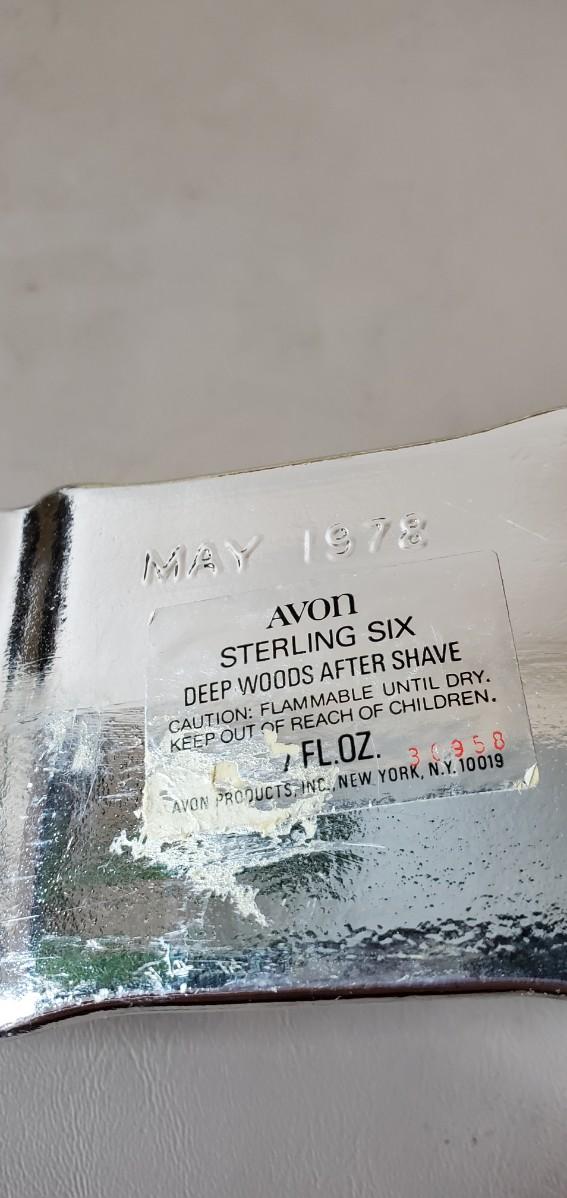 MAY 1978
AVON
STERLING SIX
DEEP WOODS AFTER SHAVE
CAUTION: FLAMMABLE UNTIL DRY.
KEEP OUT OF REACH OF CHILDREN.
FL.OZ.
AVON PRODUCTS, INC., NEW YORK, N.Y. 10019